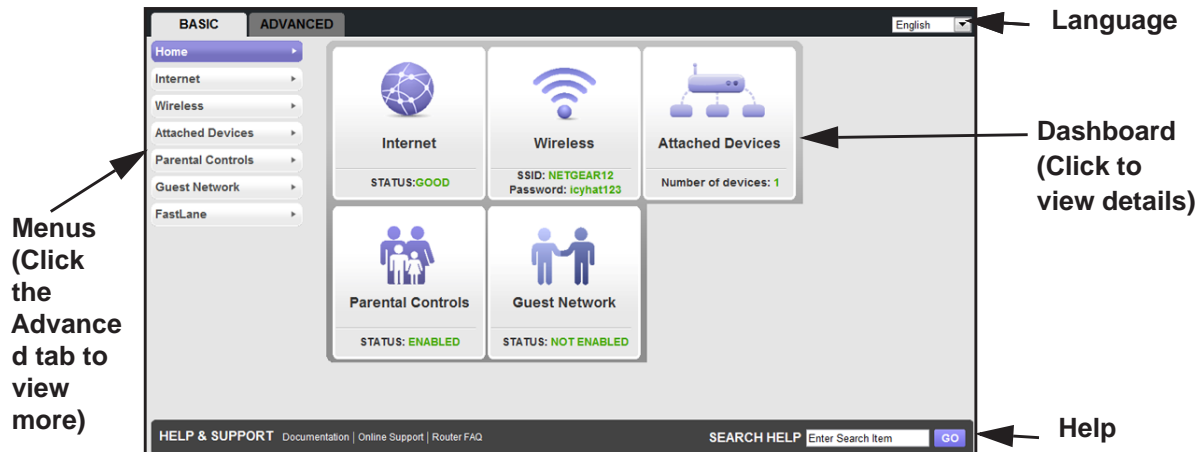 BASIC
ADVANCED
English
Language
Home
Internet
Wireless
Attached Devices
Parental Controls
Guest Network
FastLane
Internet
STATUS:GOOD
Wireless
SSID: NETGEAR12
Password: icyhat123
Attached Devices
Number of devices: 1
Parental Controls
STATUS: ENABLED
Guest Network
STATUS: NOT ENABLED
Dashboard
(Click to
view details)
Menus
(Click
the
Advance
d tab to
view
more)
HELP & SUPPORT Documentation | Online Support | Router FAQ
SEARCH HELP Enter Search Item GO
Help